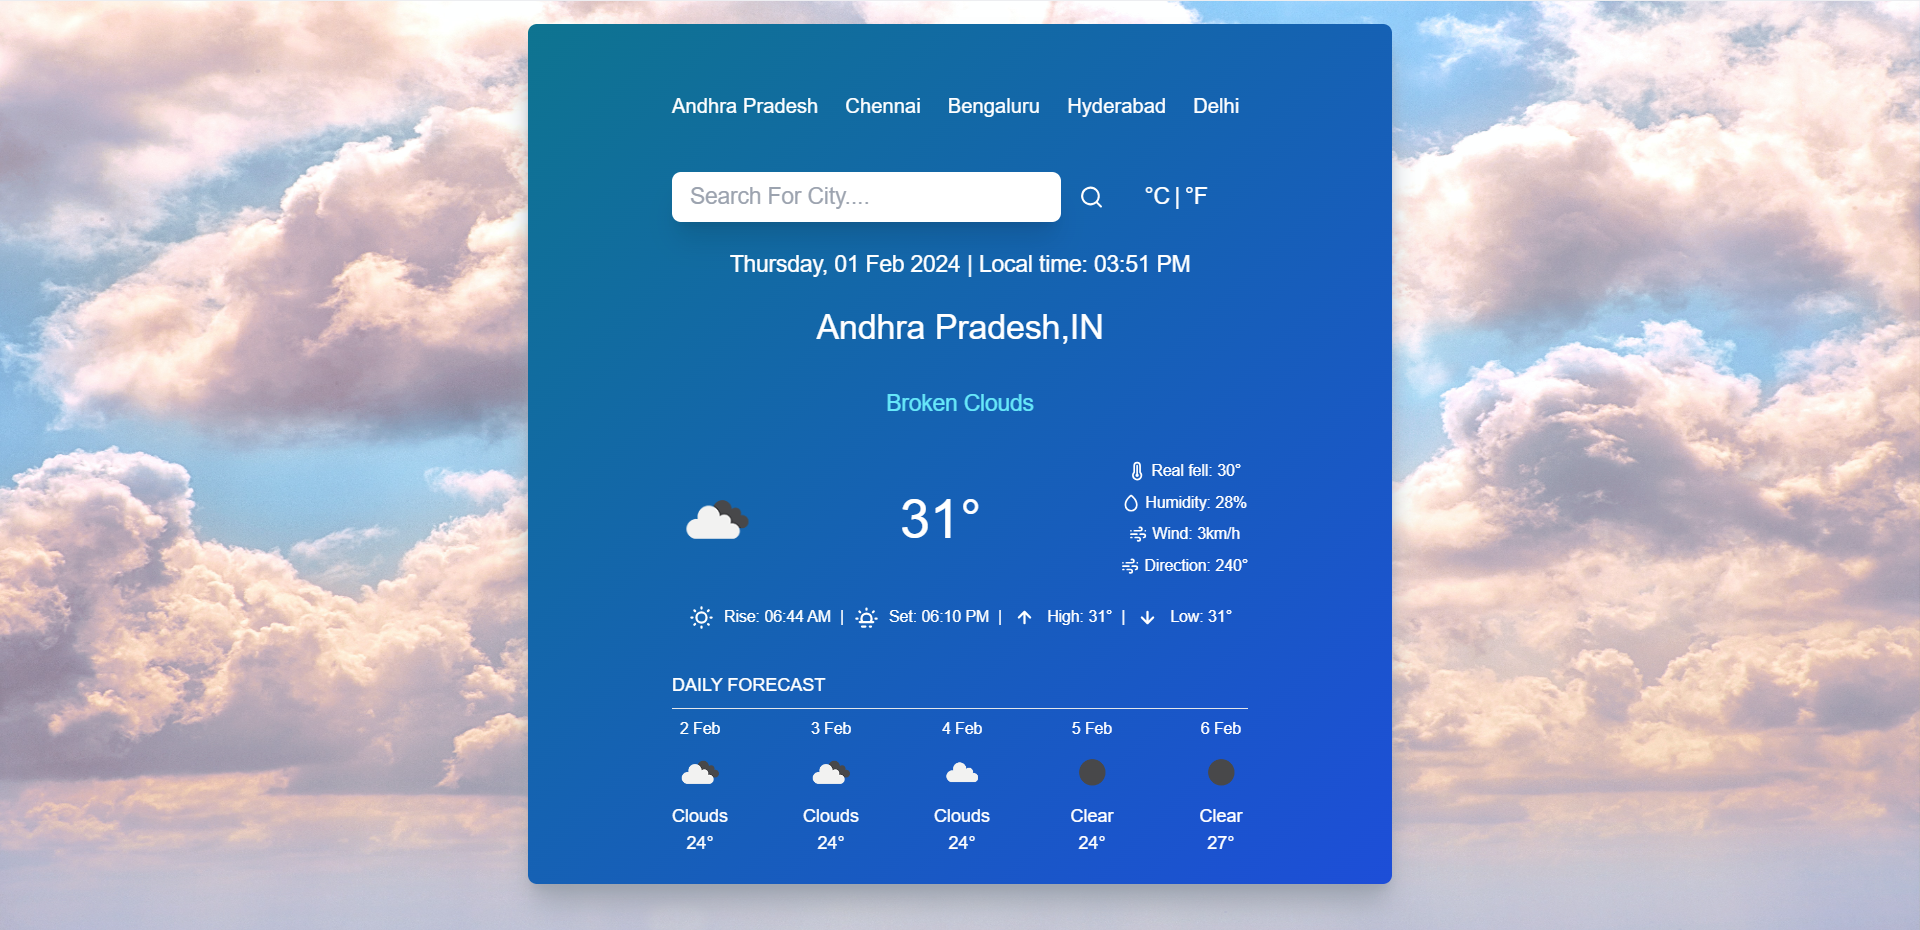 Andhra Pradesh Chennai Bengaluru Hyderabad Delhi
Search For City.... °C | °F
Thursday, 01 Feb 2024 | Local time: 03:51 PM
Andhra Pradesh,IN
Broken Clouds
31°
Real fell: 30°
Humidity: 28%
Wind: 3km/h
Direction: 240°
Rise: 06:44 AM | Set: 06:10 PM | High: 31° | Low: 31°
DAILY FORECAST
2 Feb 3 Feb 4 Feb 5 Feb 6 Feb
Clouds Clouds Clouds Clear Clear
24° 24° 24° 24° 27°